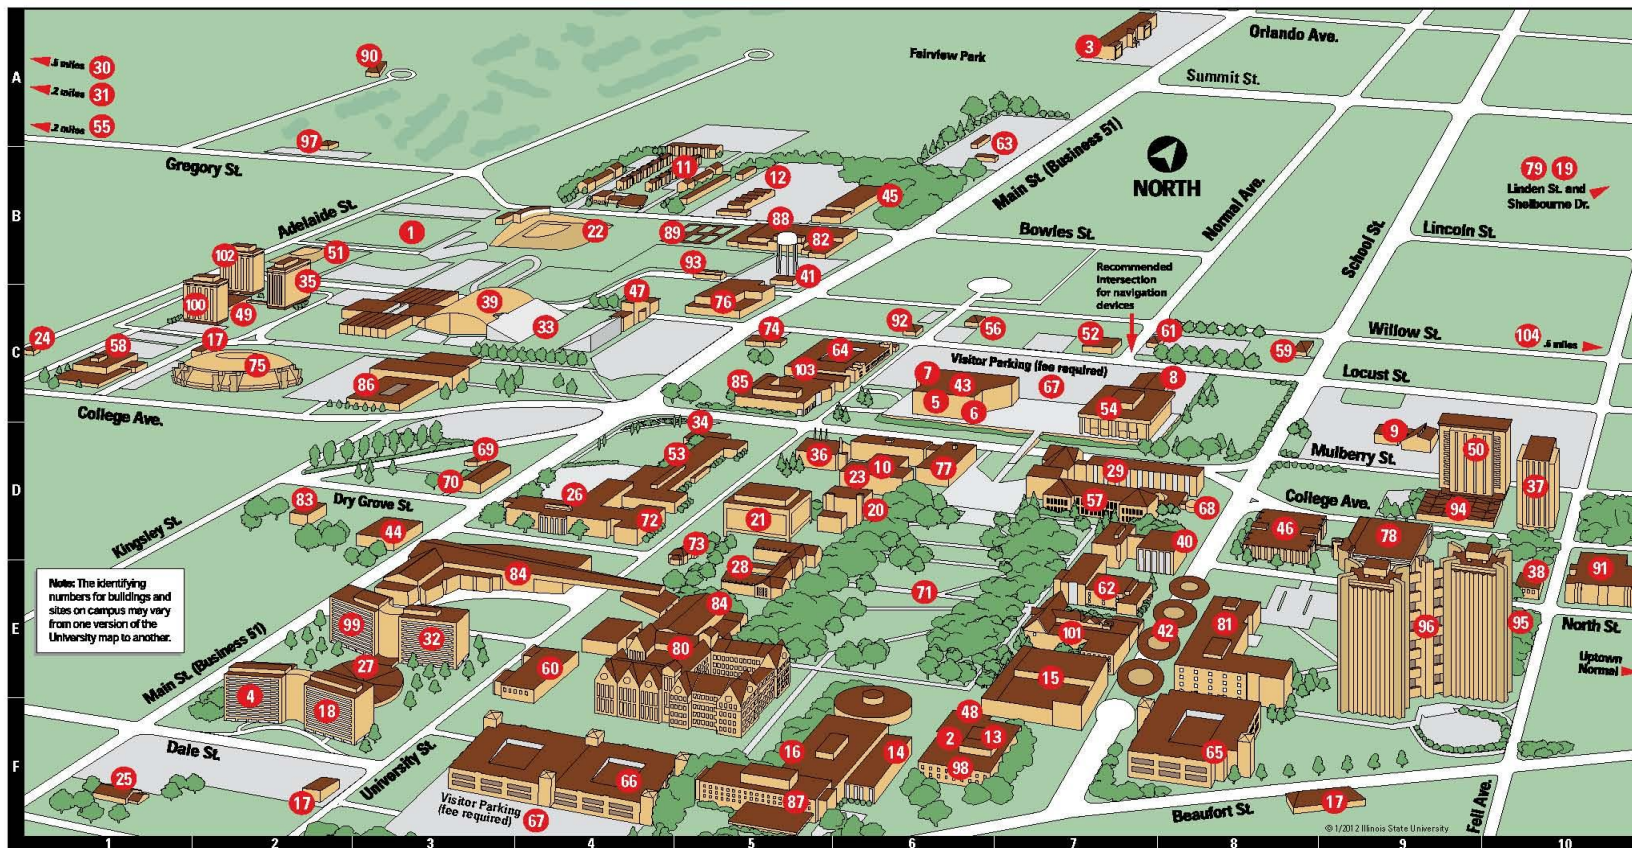 A
B
C
D
E
F
.5 miles 30
.2 miles 31
.2 miles 55
90
97
3
Fairview Park
Orlando Ave.
Summit St.
Main St. (Business 51)
63
NORTH
79 19
Linden St. and
Shelbourne Dr.
Gregory St.
11
12
45
Adelaide St.
1
22
89
88
82
Bowles St.
Normal Ave.
School St.
Lincoln St.
102
51
35
93
41
Recommended
intersection
for navigation
devices
100
49
39
33
47
76
92
56
52
61
59
Willow St.
104 .6 miles
24
58
17
75
86
74
64
103
85
Visitor Parking (fee required)
67
7
43
5
6
8
54
Locust St.
College Ave.
34
69
70
53
36
10
23
77
29
57
68
9
50
37
Mulberry St.
College Ave.
94
83
Dry Grove St.
44
26
72
21
20
73
28
40
46
78
Kingsley St.
Note: The identifying
numbers for buildings and
sites on campus may vary
from one version of the
University map to another.
84
84
71
62
38
91
99
32
27
80
60
101
42
81
96
95
North St.
Uptown
Normal
Main St. (Business 51)
4
18
15
48
2
13
98
16
14
65
Dale St.
University St.
25
17
66
87
Visitor Parking
(fee required)
67
17
Beaufort St.
Fell Ave.
© 1/2012 Illinois State University
1 2 3 4 5 6 7 8 9 10